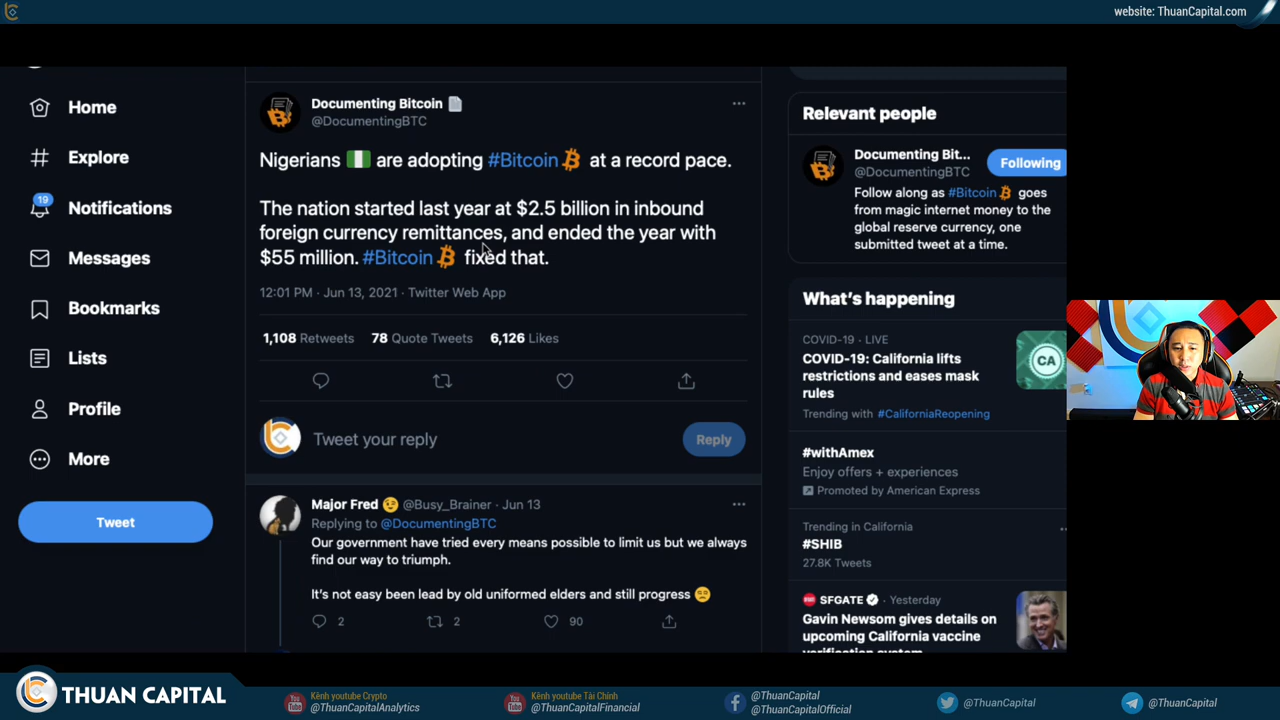 website: ThuanCapital.com
Home
Explore
19
Notifications
Messages
Bookmarks
Lists
Profile
More
Tweet
Documenting Bitcoin
@DocumentingBTC
Nigerians 🇳🇬 are adopting #Bitcoin at a record pace.
The nation started last year at $2.5 billion in inbound
foreign currency remittances, and ended the year with
$55 million. #Bitcoin fixed that.
12:01 PM · Jun 13, 2021 · Twitter Web App
1,108 Retweets 78 Quote Tweets 6,126 Likes
Tweet your reply
Reply
Major Fred 😉 @Busy_Brainer · Jun 13
Replying to @DocumentingBTC
Our government have tried every means possible to limit us but we always
find our way to triumph.
It's not easy been lead by old uniformed elders and still progress 😔
2 2 90
Relevant people
Documenting Bit...
@DocumentingBTC
Following
Follow along as #Bitcoin goes
from magic internet money to the
global reserve currency, one
submitted tweet at a time.
What's happening
COVID-19 · LIVE
COVID-19: California lifts
restrictions and eases mask
rules
CA
Trending with #CaliforniaReopening
#withAmex
Enjoy offers + experiences
Promoted by American Express
Trending in California
#SHIB
27.8K Tweets
SFGATE · Yesterday
Gavin Newsom gives details on
upcoming California vaccine
verification system
THUAN CAPITAL
Kênh youtube Crypto
@ThuanCapitalAnalytics
Kênh youtube Tài Chính
@ThuanCapitalFinancial
@ThuanCapital
@ThuanCapitalOfficial
@ThuanCapital
@ThuanCapital